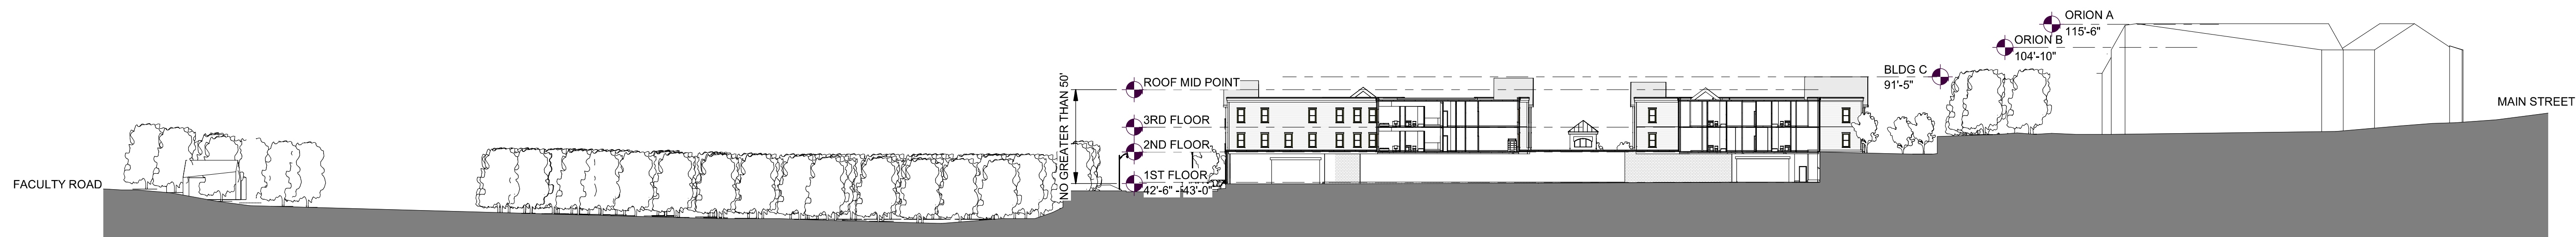 FACULTY ROAD
NO GREATER THAN 50'
ROOF MID POINT
3RD FLOOR
2ND FLOOR
1ST FLOOR
42'-6" - 43'-0"
BLDG C
91'-5"
ORION B
104'-10"
ORION A
115'-6"
MAIN STREET